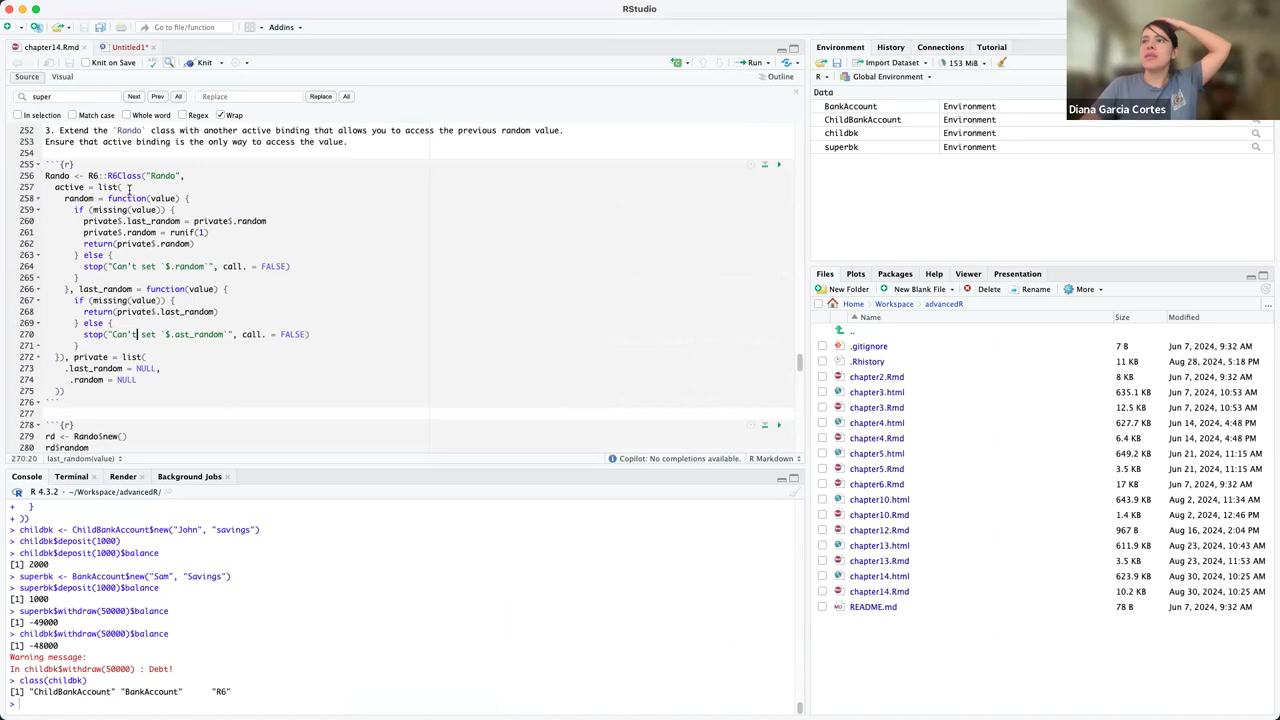 RStudio
Go to file/function
Addins
chapter14.Rmd
Untitled1*
Knit on Save
Knit
Run
Source
Visual
Outline
super
Next
Prev
All
Replace
Replace
All
In selection
Match case
Whole word
Regex
Wrap
252 3. Extend the `Rando` class with another active binding that allows you to access the previous random value.
253 Ensure that active binding is the only way to access the value.
254
255 ```{r}
256 Rando <- R6::R6Class("Rando",
257 active = list(
258 random = function(value) {
259 if (missing(value)) {
260 private$.last_random = private$.random
261 private$.random = runif(1)
262 return(private$.random)
263 } else {
264 stop("Can't set `$.random`", call. = FALSE)
265 }
266 }, last_random = function(value) {
267 if (missing(value)) {
268 return(private$.last_random)
269 } else {
270 stop("Can't set `$.ast_random`", call. = FALSE)
271 }
272 }), private = list(
273 .last_random = NULL,
274 .random = NULL
275 ))
276 ```
277
278 ```{r}
279 rd <- Rando$new()
280 rd$random
270:20
last_random(value)
Copilot: No completions available.
R Markdown
Console
Terminal
Render
Background Jobs
R 4.3.2 · ~/Workspace/advancedR/
+ }
+ ))
> childbk <- ChildBankAccount$new("John", "savings")
> childbk$deposit(1000)
> childbk$deposit(1000)$balance
[1] 2000
> superbk <- BankAccount$new("Sam", "Savings")
> superbk$deposit(1000)$balance
[1] 1000
> superbk$withdraw(50000)$balance
[1] -49000
> childbk$withdraw(50000)$balance
[1] -48000
Warning message:
In childbk$withdraw(50000) : Debt!
> class(childbk)
[1] "ChildBankAccount" "BankAccount" "R6"
>
Environment
History
Connections
Tutorial
Import Dataset
153 MiB
R
Global Environment
Data
BankAccount Environment
ChildBankAccount Environment
childbk Environment
superbk Environment
Files
Plots
Packages
Help
Viewer
Presentation
New Folder
New Blank File
Delete
Rename
More
Home
Workspace
advancedR
...
Name Size Modified
..
.gitignore 7 B Jun 7, 2024, 9:32 AM
.Rhistory 11 KB Aug 28, 2024, 5:18 PM
chapter2.Rmd 8 KB Jun 7, 2024, 9:32 AM
chapter3.html 635.1 KB Jun 7, 2024, 10:53 AM
chapter3.Rmd 12.5 KB Jun 7, 2024, 10:53 AM
chapter4.html 627.7 KB Jun 14, 2024, 4:48 PM
chapter4.Rmd 6.4 KB Jun 14, 2024, 4:48 PM
chapter5.html 649.2 KB Jun 21, 2024, 11:15 AM
chapter5.Rmd 3.5 KB Jun 21, 2024, 11:15 AM
chapter6.Rmd 17 KB Jun 7, 2024, 9:32 AM
chapter10.html 643.9 KB Aug 2, 2024, 11:34 AM
chapter10.Rmd 1.4 KB Aug 2, 2024, 12:46 PM
chapter12.Rmd 967 B Aug 16, 2024, 2:04 PM
chapter13.html 611.9 KB Aug 23, 2024, 10:43 AM
chapter13.Rmd 3.5 KB Aug 23, 2024, 11:53 AM
chapter14.html 623.9 KB Aug 30, 2024, 10:25 AM
chapter14.Rmd 10.2 KB Aug 30, 2024, 10:25 AM
README.md 78 B Jun 7, 2024, 9:32 AM
Diana Garcia Cortes